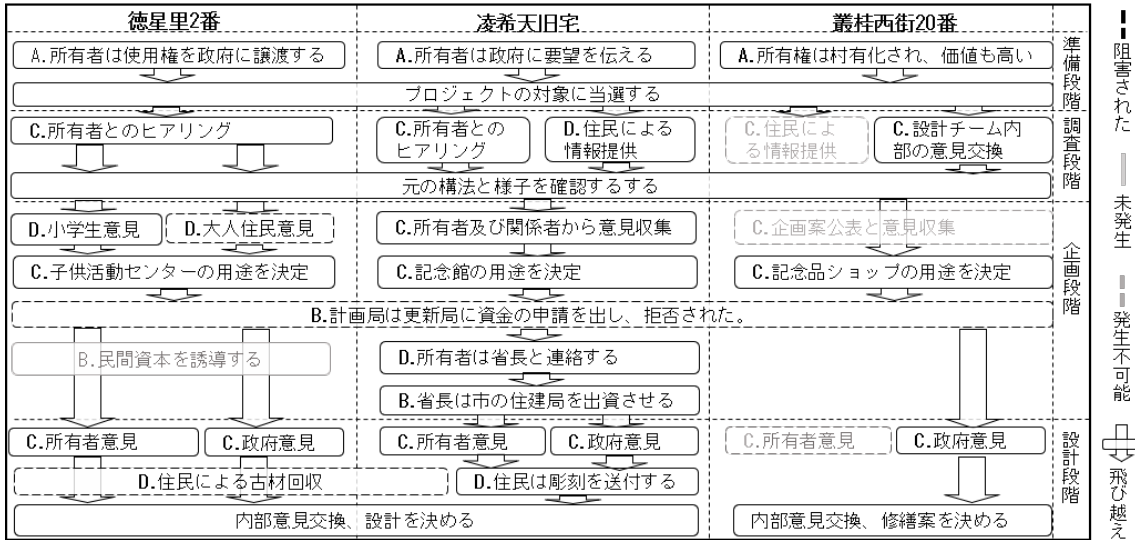 徳星里2番
凌希天旧宅
叢桂西街20番
A.所有者は使用権を政府に譲渡する
A.所有者は政府に要望を伝える
A.所有権は村有化され、価値も高い
プロジェクトの対象に当選する
準備段階
C.所有者とのヒアリング
C.所有者との
ヒアリング
D.住民による
情報提供
C.住民によ
る情報提供
C.設計チーム内
部の意見交換
元の構法と様子を確認するする
調査段階
D.小学生意見
D.大人住民意見
C.所有者及び関係者から意見収集
C.企画案公表と意見収集
C.子供活動センターの用途を決定
C.記念館の用途を決定
C.記念品ショップの用途を決定
B.計画局は更新局に資金の申請を出し、拒否された。
B.民間資本を誘導する
D.所有者は省長と連絡する
B.省長は市の住建局を出資させる
企画段階
C.所有者意見
C.政府意見
C.所有者意見
C.政府意見
C.所有者意見
C.政府意見
D.住民による古材回収
D.住民は彫刻を送付する
内部意見交換、設計を決める
内部意見交換、修繕案を決める
設計段階
阻害された
未発生
発生不可能
飛び越え